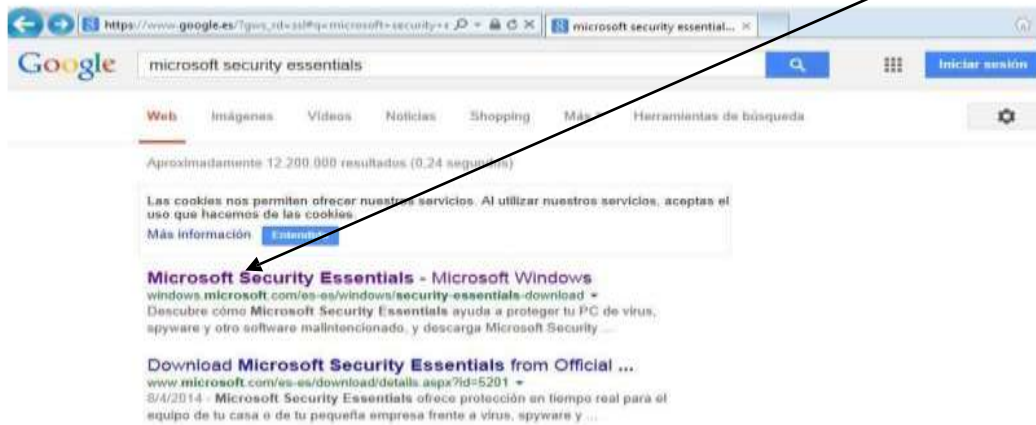 https://www.google.es/?gws_rd=ssl#q=microsoft+security+e
microsoft security essential...
Google
microsoft security essentials
Iniciar sesión
Web Imágenes Vídeos Noticias Shopping Más Herramientas de búsqueda
Aproximadamente 12.200.000 resultados (0,24 segundos)
Las cookies nos permiten ofrecer nuestros servicios. Al utilizar nuestros servicios, aceptas el
uso que hacemos de las cookies.
Más información Entendido
Microsoft Security Essentials - Microsoft Windows
windows.microsoft.com/es-es/windows/security-essentials-download
Descubre cómo Microsoft Security Essentials ayuda a proteger tu PC de virus,
spyware y otro software malintencionado, y descarga Microsoft Security ...
Download Microsoft Security Essentials from Official ...
www.microsoft.com/es-es/download/details.aspx?id=5201
8/4/2014 - Microsoft Security Essentials ofrece protección en tiempo real para el
equipo de tu casa o de tu pequeña empresa frente a virus, spyware y ...